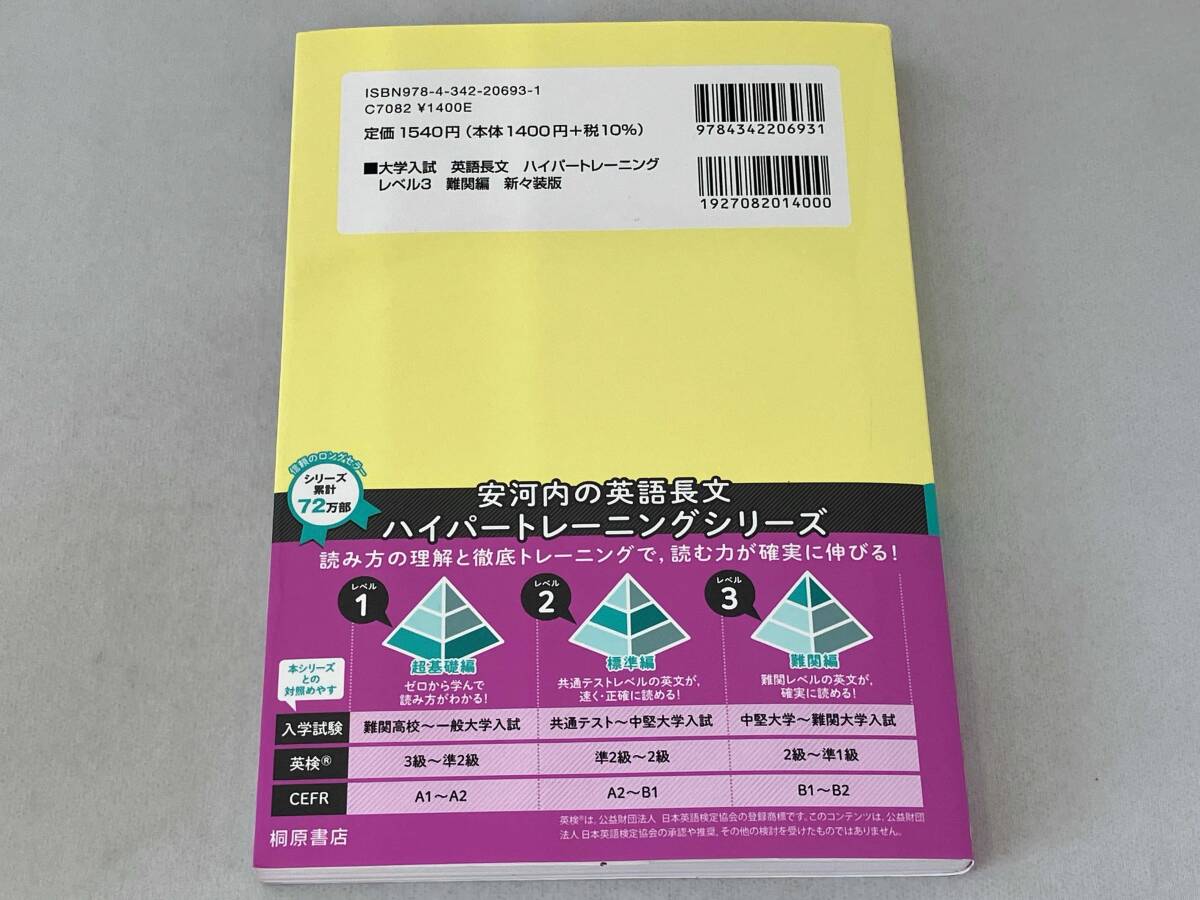 ISBN978-4-342-20693-1
C7082 ¥1400E
定価 1540円(本体1400円+税10%)
■大学入試 英語長文 ハイパートレーニング
レベル3 難関編 新々装版
9784342206931
1927082014000
信頼のロングセラー
シリーズ
累計
72万部
安河内の英語長文
ハイパートレーニングシリーズ
読み方の理解と徹底トレーニングで,読む力が確実に伸びる!
レベル
1
超基礎編
ゼロから学んで
読み方がわかる!
レベル
2
標準編
共通テストレベルの英文が,
速く・正確に読める!
レベル
3
難関編
難関レベルの英文が,
確実に読める!
本シリーズ
との
対照めやす
入学試験 難関高校〜一般大学入試 共通テスト〜中堅大学入試 中堅大学〜難関大学入試
英検® 3級〜準2級 準2級〜2級 2級〜準1級
CEFR A1〜A2 A2〜B1 B1〜B2
英検®は,公益財団法人 日本英語検定協会の登録商標です。このコンテンツは,公益財団
法人 日本英語検定協会の承認や推奨,その他の検討を受けたものではありません。
桐原書店